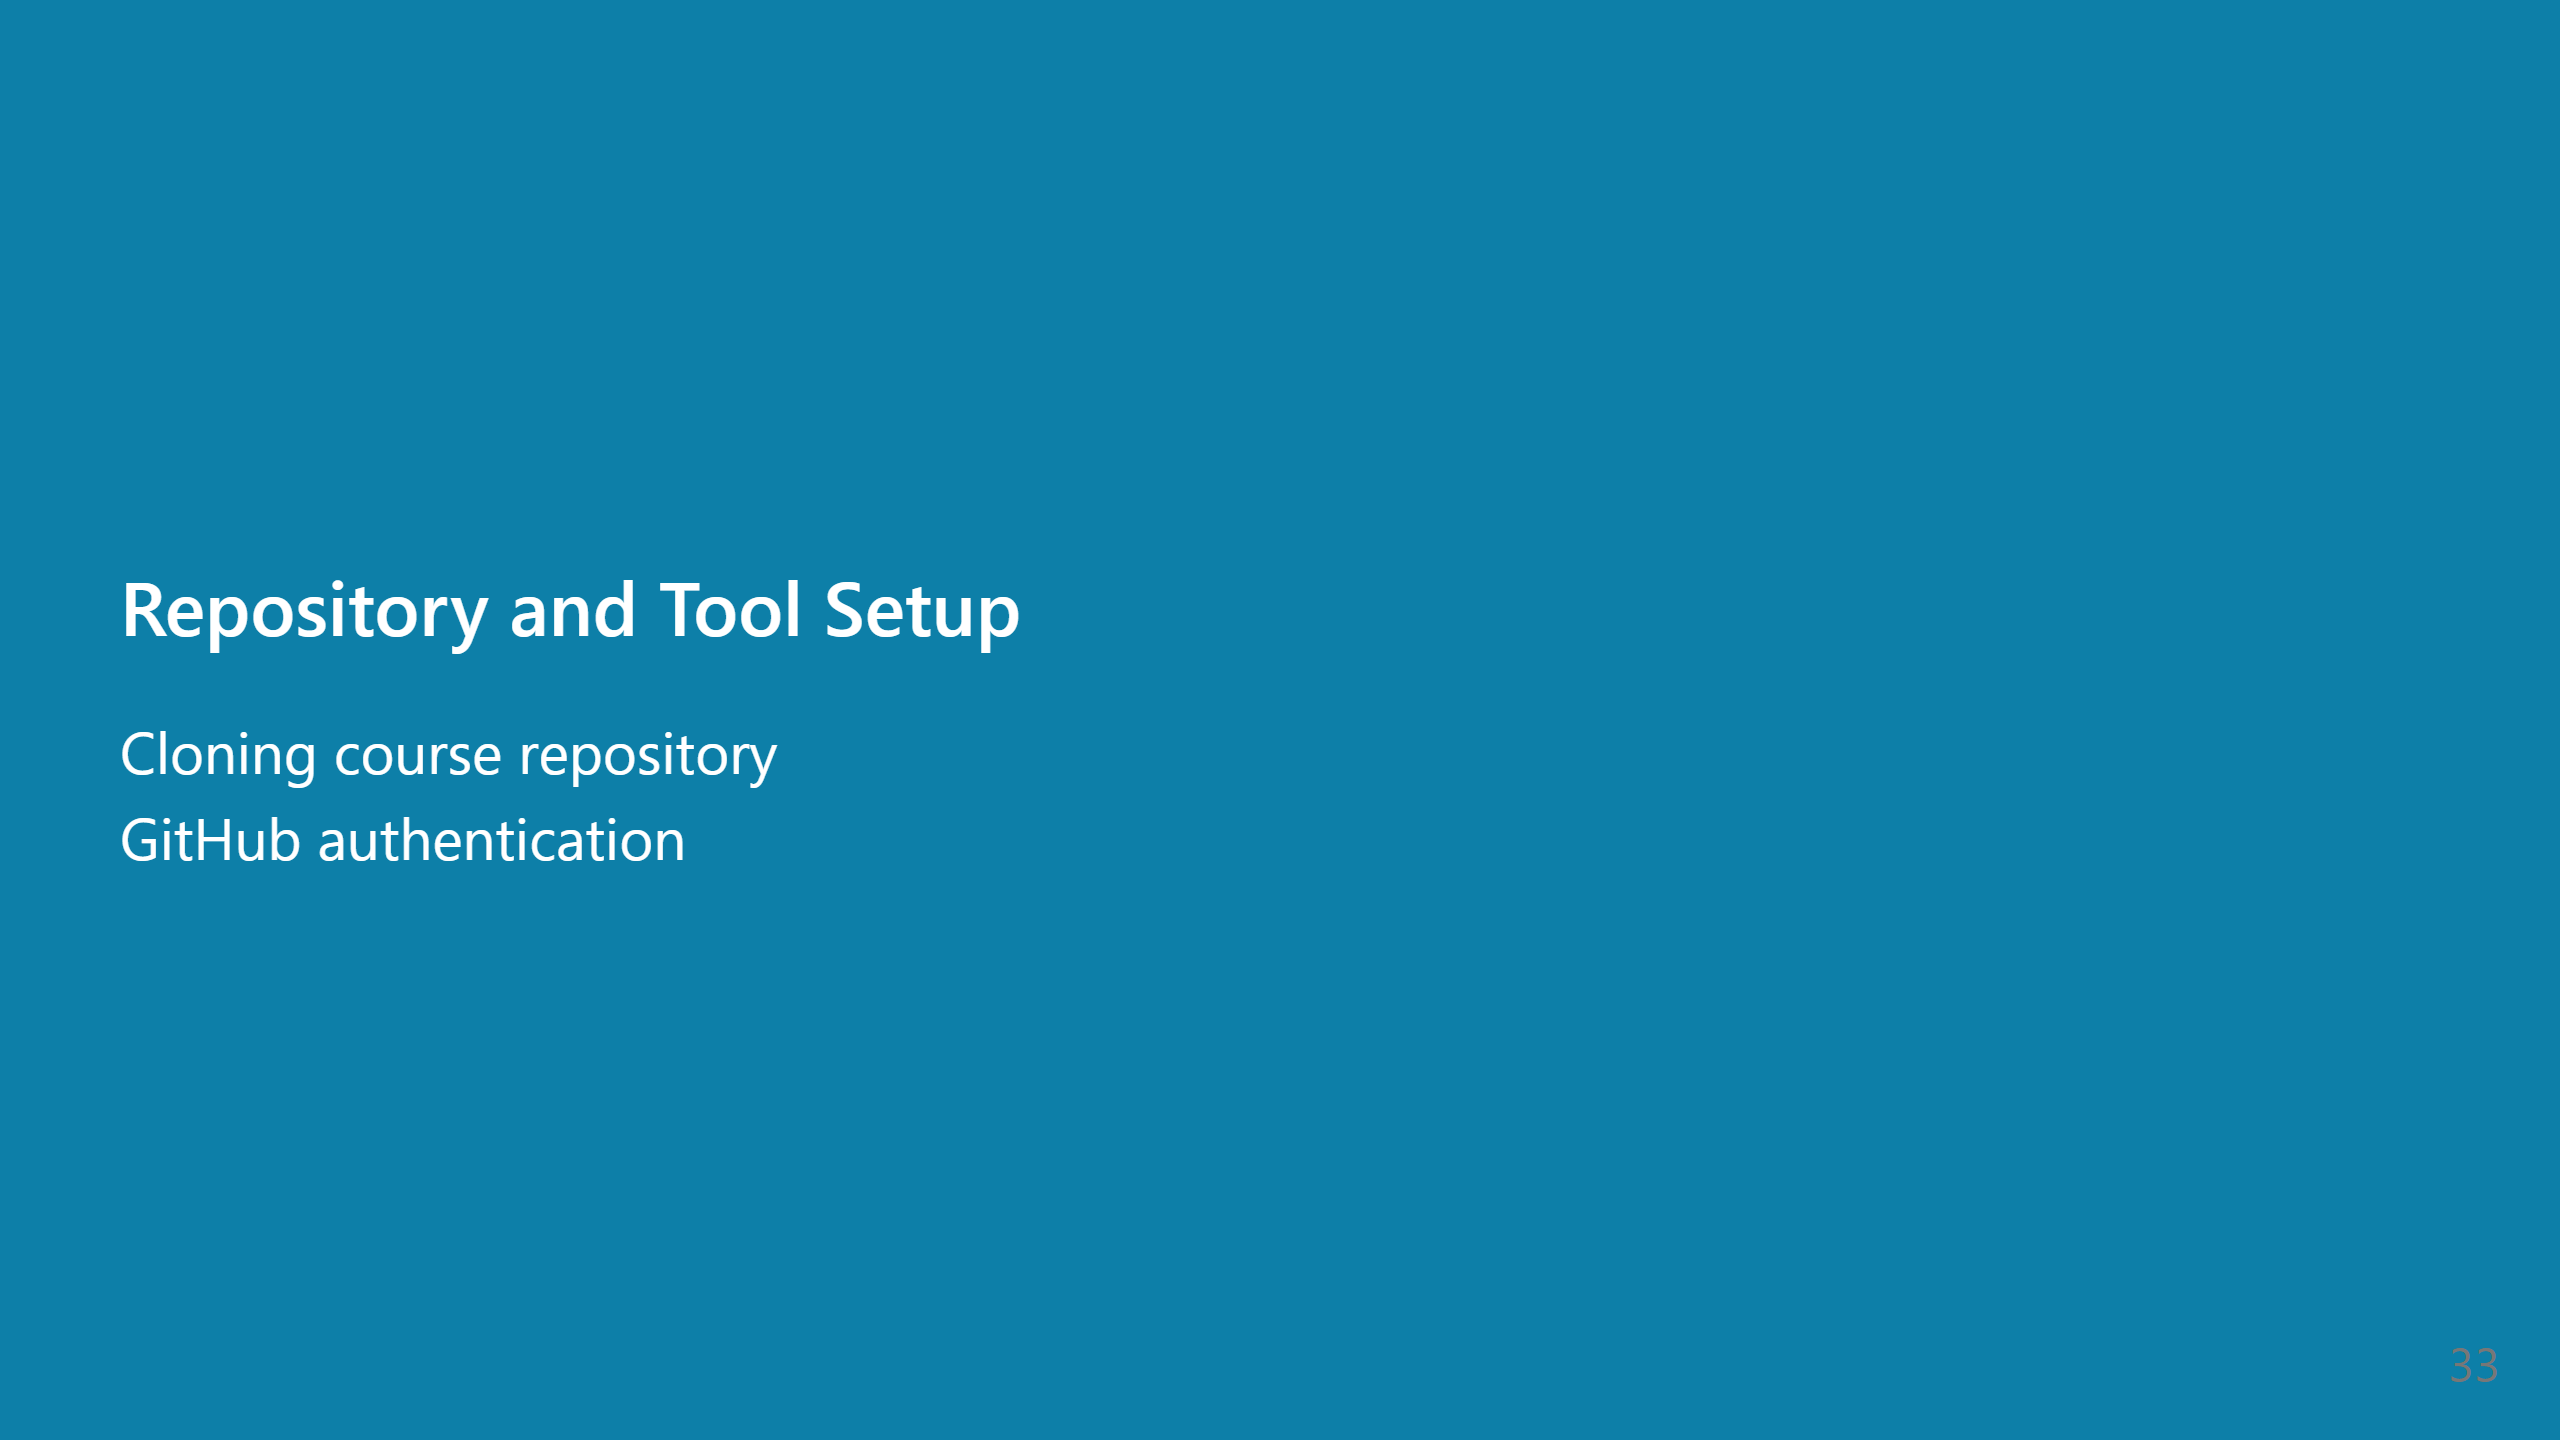 Repository and Tool Setup
Cloning course repository
GitHub authentication
33